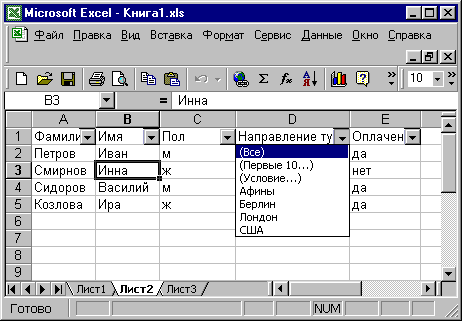 Microsoft Excel - Книга1.xls
Файл Правка Вид Вставка Формат Сервис Данные Окно Справка
10
B3 = Инна
A B C D E
1 Фамили Имя Пол Направление ту Оплачен
2 Петров Иван м (Все) да
3 Смирнов Инна ж (Первые 10...) нет
(Условие...)
4 Сидоров Василий м Афины да
5 Козлова Ира ж Берлин да
6 Лондон
7 США
8
9
Лист1 Лист2 Лист3
Готово NUM